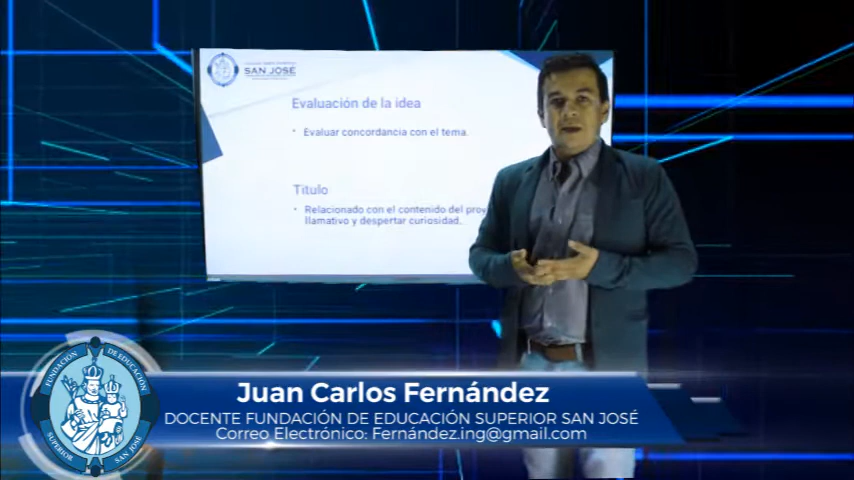 SAN JOSÉ
Evaluación de la idea
• Evaluar concordancia con el tema.
Título
• Relacionado con el contenido del proy
llamativo y despertar curiosidad.
FUNDACIÓN DE EDUCACIÓN
SUPERIOR SAN JOSÉ
Juan Carlos Fernández
DOCENTE FUNDACIÓN DE EDUCACIÓN SUPERIOR SAN JOSÉ
Correo Electrónico: Fernández.ing@gmail.com